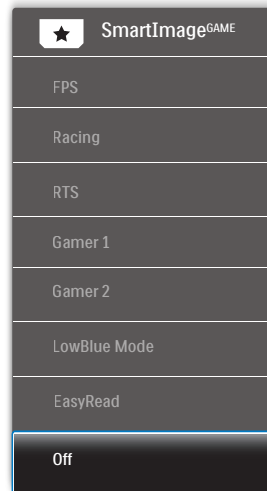 SmartImageGAME
FPS
Racing
RTS
Gamer 1
Gamer 2
LowBlue Mode
EasyRead
Off